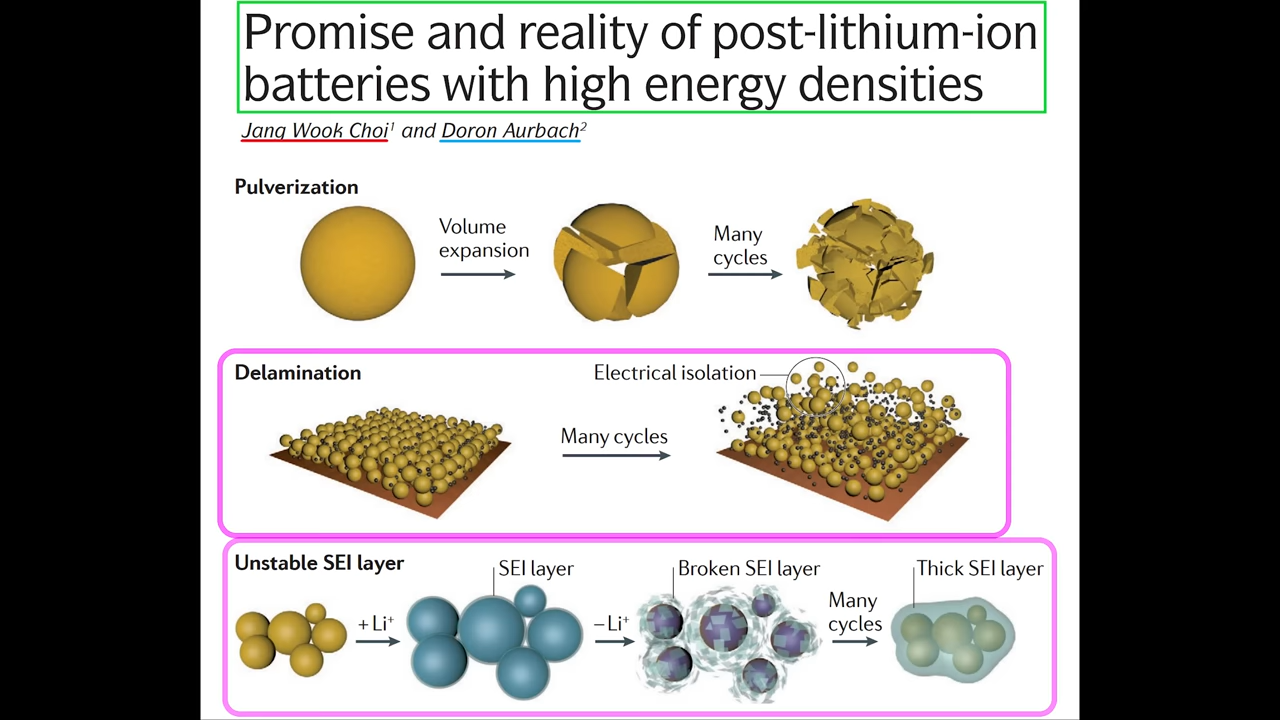 Promise and reality of post-lithium-ion
batteries with high energy densities
Jang Wook Choi¹ and Doron Aurbach²
Pulverization
Volume
expansion
Many
cycles
Delamination
Electrical isolation
Many cycles
Unstable SEI layer
SEI layer
Broken SEI layer
Thick SEI layer
+ Li⁺
– Li⁺
Many
cycles